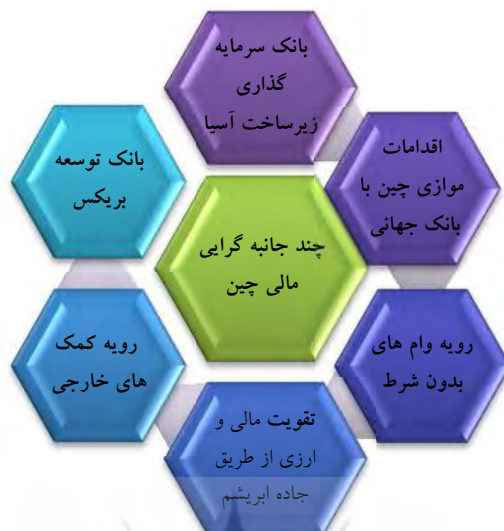 بانک سرمایه
گذاری
زیرساخت آسیا
اقدامات
موازی چین با
بانک جهانی
بانک توسعه
بریکس
چند جانبه گرایی
مالی چین
رویه وام های
بدون شرط
رویه کمک
های خارجی
تقویت مالی و
ارزی از طریق
جاده ابریشم